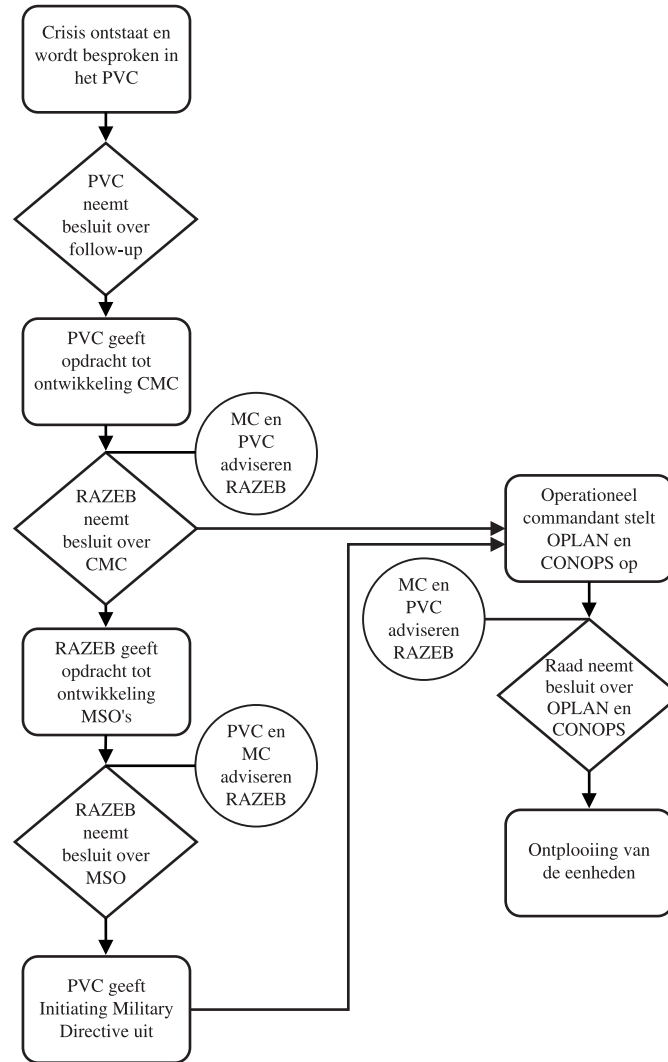 Crisis ontstaat en
wordt besproken in
het PVC
PVC
neemt
besluit over
follow-up
PVC geeft
opdracht tot
ontwikkeling CMC
MC en
PVC
adviseren
RAZEB
RAZEB
neemt
besluit over
CMC
RAZEB geeft
opdracht tot
ontwikkeling
MSO's
PVC en
MC
adviseren
RAZEB
RAZEB
neemt
besluit over
MSO
PVC geeft
Initiating Military
Directive uit
Operationeel
commandant stelt
OPLAN en
CONOPS op
MC en
PVC
adviseren
RAZEB
Raad neemt
besluit over
OPLAN en
CONOPS
Ontplooiing van
de eenheden